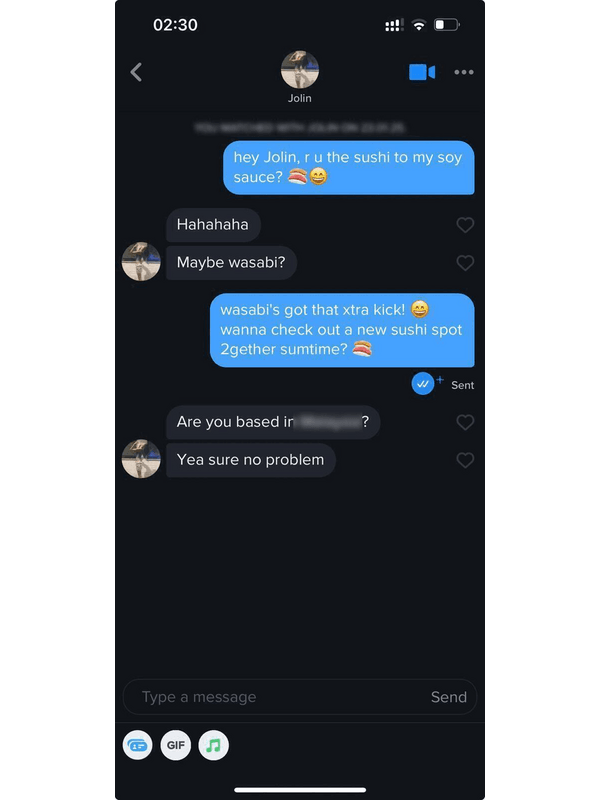 02:30
Jolin
hey Jolin, r u the sushi to my soy
sauce? 🍣😄
Hahahaha
Maybe wasabi?
wasabi's got that xtra kick! 😄
wanna check out a new sushi spot
2gether sumtime? 🍣
Sent
Are you based in ?
Yea sure no problem
Type a message
Send
GIF